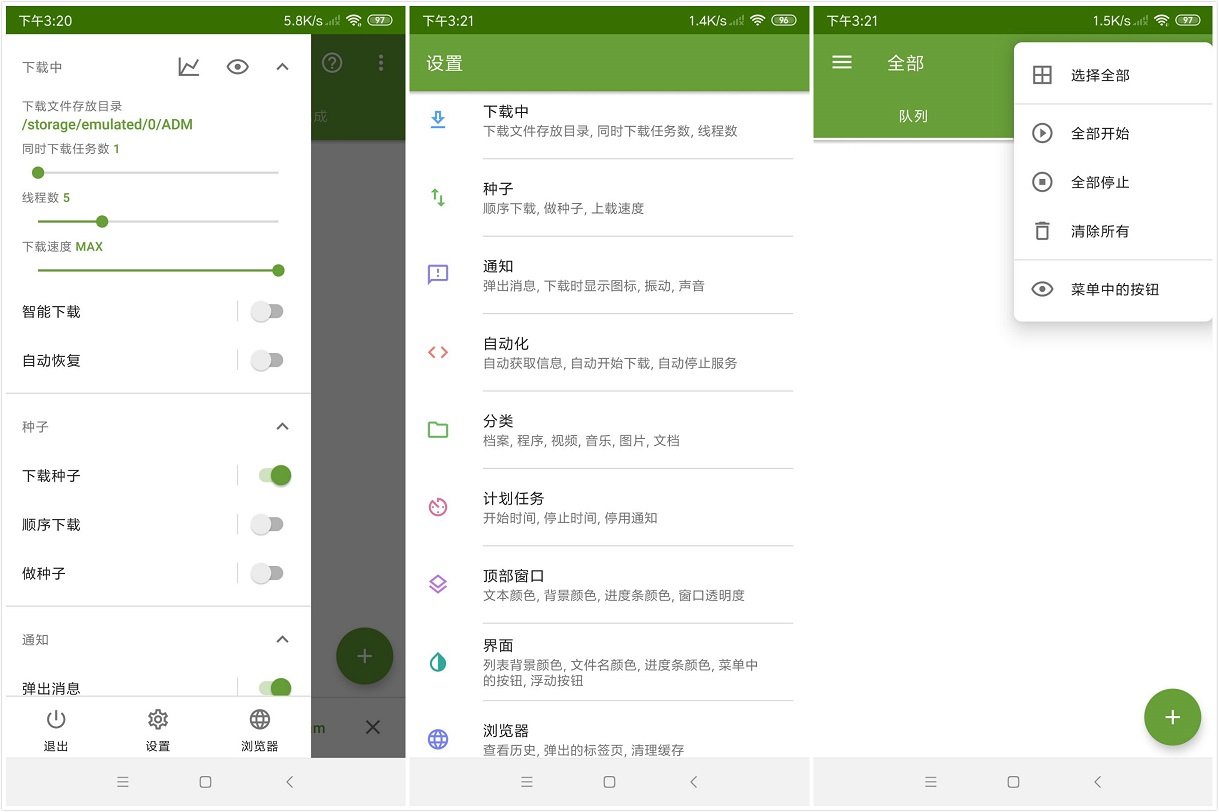 下午3:20
5.8K/s
97
下载中
下载文件存放目录
/storage/emulated/0/ADM
同时下载任务数 1
线程数 5
下载速度 MAX
智能下载
自动恢复
种子
下载种子
顺序下载
做种子
通知
弹出消息
退出
设置
浏览器
成
m
下午3:21
1.4K/s
96
设置
下载中
下载文件存放目录, 同时下载任务数, 线程数
种子
顺序下载, 做种子, 上载速度
通知
弹出消息, 下载时显示图标, 振动, 声音
自动化
自动获取信息, 自动开始下载, 自动停止服务
分类
档案, 程序, 视频, 音乐, 图片, 文档
计划任务
开始时间, 停止时间, 停用通知
顶部窗口
文本颜色, 背景颜色, 进度条颜色, 窗口透明度
界面
列表背景颜色, 文件名颜色, 进度条颜色, 菜单中
的按钮, 浮动按钮
浏览器
查看历史, 弹出的标签页, 清理缓存
下午3:21
1.5K/s
97
全部
队列
选择全部
全部开始
全部停止
清除所有
菜单中的按钮